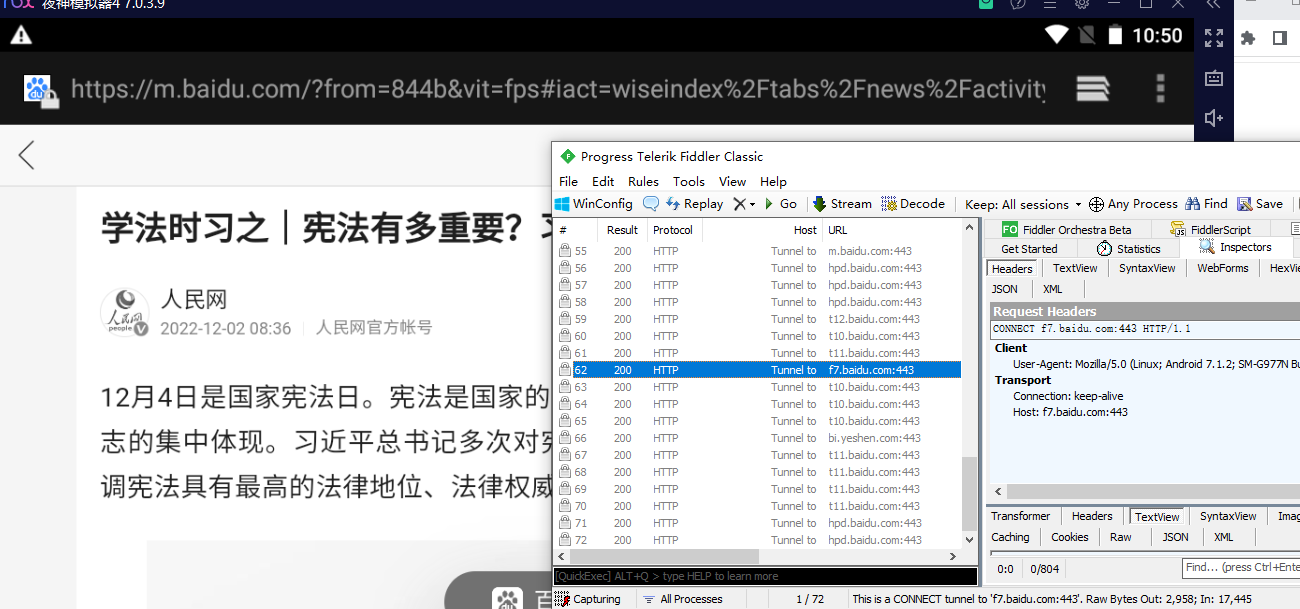 夜神模拟器4 7.0.3.9
10:50
https://m.baidu.com/?from=844b&vit=fps#iact=wiseindex%2Ftabs%2Fnews%2Factivity
学法时习之｜宪法有多重要？习
人民网
2022-12-02 08:36 人民网官方帐号
12月4日是国家宪法日。宪法是国家的
志的集中体现。习近平总书记多次对宪
调宪法具有最高的法律地位、法律权威
du 百
Progress Telerik Fiddler Classic
File Edit Rules Tools View Help
WinConfig Replay Go Stream Decode Keep: All sessions Any Process Find Save
# Result Protocol Host URL
55 200 HTTP Tunnel to m.baidu.com:443
56 200 HTTP Tunnel to hpd.baidu.com:443
57 200 HTTP Tunnel to hpd.baidu.com:443
58 200 HTTP Tunnel to hpd.baidu.com:443
59 200 HTTP Tunnel to t12.baidu.com:443
60 200 HTTP Tunnel to t10.baidu.com:443
61 200 HTTP Tunnel to t11.baidu.com:443
62 200 HTTP Tunnel to f7.baidu.com:443
63 200 HTTP Tunnel to t10.baidu.com:443
64 200 HTTP Tunnel to t10.baidu.com:443
65 200 HTTP Tunnel to t10.baidu.com:443
66 200 HTTP Tunnel to bi.yeshen.com:443
67 200 HTTP Tunnel to t11.baidu.com:443
68 200 HTTP Tunnel to t11.baidu.com:443
69 200 HTTP Tunnel to t11.baidu.com:443
70 200 HTTP Tunnel to t11.baidu.com:443
71 200 HTTP Tunnel to hpd.baidu.com:443
72 200 HTTP Tunnel to hpd.baidu.com:443
[QuickExec] ALT+Q > type HELP to learn more
Capturing All Processes 1 / 72 This is a CONNECT tunnel to 'f7.baidu.com:443'. Raw Bytes Out: 2,958; In: 17,445
FO Fiddler Orchestra Beta FiddlerScript
Get Started Statistics Inspectors
Headers TextView SyntaxView WebForms HexVi
JSON XML
Request Headers
CONNECT f7.baidu.com:443 HTTP/1.1
Client
User-Agent: Mozilla/5.0 (Linux; Android 7.1.2; SM-G977N Bu
Transport
Connection: keep-alive
Host: f7.baidu.com:443
Transformer Headers TextView SyntaxView Imag
Caching Cookies Raw JSON XML
0:0 0/804 Find... (press Ctrl+Ente